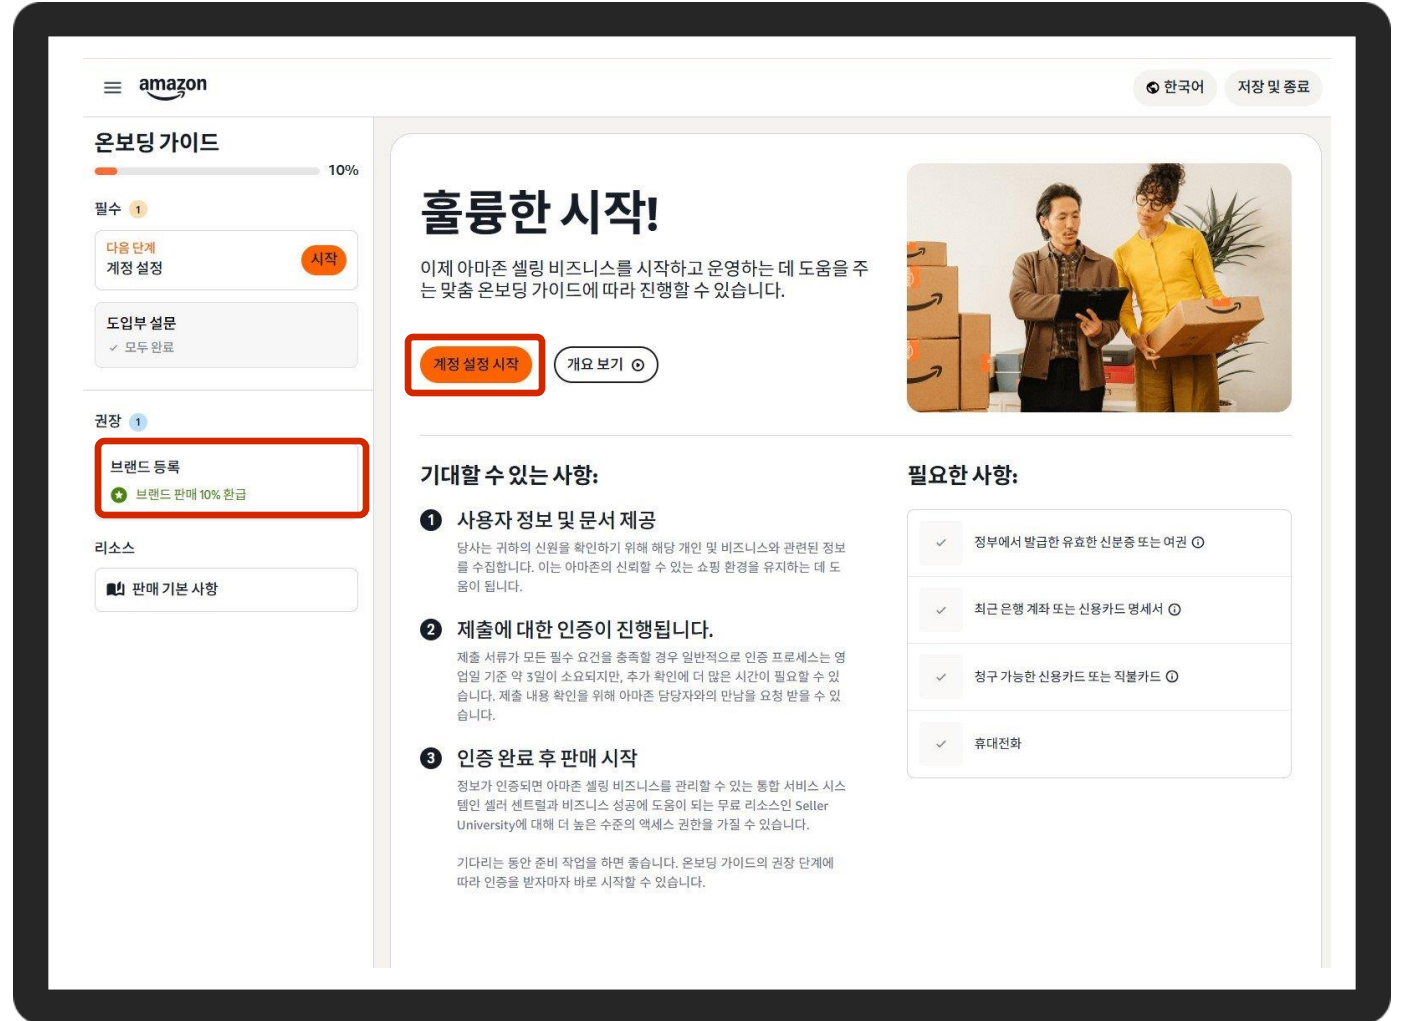 amazon
한국어
저장 및 종료
온보딩 가이드
10%
필수 1
다음 단계
계정 설정
시작
도입부 설문
모두 완료
권장 1
브랜드 등록
브랜드 판매 10% 환급
리소스
판매 기본 사항
훌륭한 시작!
이제 아마존 셀링 비즈니스를 시작하고 운영하는 데 도움을 주
는 맞춤 온보딩 가이드에 따라 진행할 수 있습니다.
계정 설정 시작
개요 보기
기대할 수 있는 사항:
1 사용자 정보 및 문서 제공
당사는 귀하의 신원을 확인하기 위해 해당 개인 및 비즈니스와 관련된 정보
를 수집합니다. 이는 아마존의 신뢰할 수 있는 쇼핑 환경을 유지하는 데 도
움이 됩니다.
2 제출에 대한 인증이 진행됩니다.
제출 서류가 모든 필수 요건을 충족할 경우 일반적으로 인증 프로세스는 영
업일 기준 약 3일이 소요되지만, 추가 확인에 더 많은 시간이 필요할 수 있
습니다. 제출 내용 확인을 위해 아마존 담당자와의 만남을 요청 받을 수 있
습니다.
3 인증 완료 후 판매 시작
정보가 인증되면 아마존 셀링 비즈니스를 관리할 수 있는 통합 서비스 시스
템인 셀러 센트럴과 비즈니스 성공에 도움이 되는 무료 리소스인 Seller
University에 대해 더 높은 수준의 액세스 권한을 가질 수 있습니다.
기다리는 동안 준비 작업을 하면 좋습니다. 온보딩 가이드의 권장 단계에
따라 인증을 받자마자 바로 시작할 수 있습니다.
필요한 사항:
정부에서 발급한 유효한 신분증 또는 여권
최근 은행 계좌 또는 신용카드 명세서
청구 가능한 신용카드 또는 직불카드
휴대전화